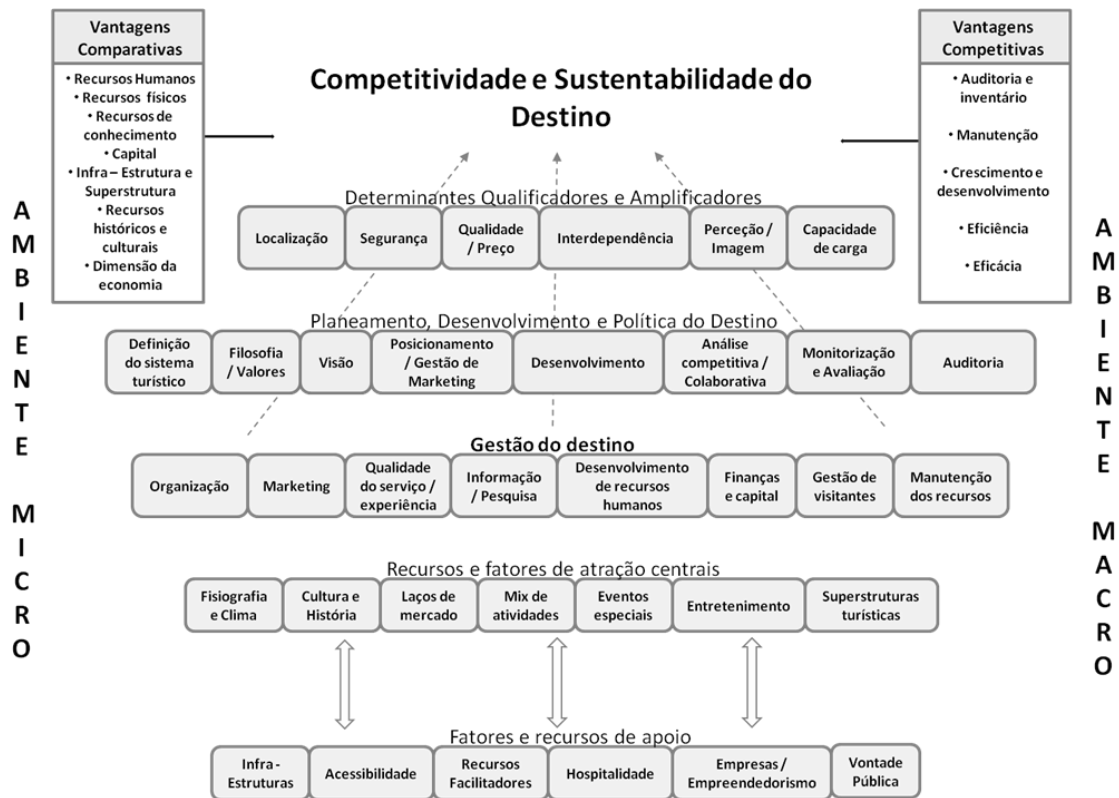 Vantagens
Comparativas
• Recursos Humanos
• Recursos físicos
• Recursos de
conhecimento
• Capital
• Infra – Estrutura e
Superstrutura
• Recursos
históricos e
culturais
• Dimensão da
economia
Competitividade e Sustentabilidade do
Destino
Vantagens
Competitivas
• Auditoria e
inventário
• Manutenção
• Crescimento e
desenvolvimento
• Eficiência
• Eficácia
AMBIENTE MICRO
AMBIENTE MACRO
Determinantes Qualificadores e Amplificadores
Localização
Segurança
Qualidade
/ Preço
Interdependência
Perceção /
Imagem
Capacidade
de carga
Planeamento, Desenvolvimento e Política do Destino
Definição
do sistema
turístico
Filosofia
/ Valores
Visão
Posicionamento
/ Gestão de
Marketing
Desenvolvimento
Análise
competitiva /
Colaborativa
Monitorização
e Avaliação
Auditoria
Gestão do destino
Organização
Marketing
Qualidade
do serviço /
experiência
Informação
/ Pesquisa
Desenvolvimento
de recursos
humanos
Finanças
e capital
Gestão de
visitantes
Manutenção
dos recursos
Recursos e fatores de atração centrais
Fisiografia
e Clima
Cultura e
História
Laços de
mercado
Mix de
atividades
Eventos
especiais
Entretenimento
Superstruturas
turísticas
Fatores e recursos de apoio
Infra -
Estruturas
Acessibilidade
Recursos
Facilitadores
Hospitalidade
Empresas /
Empreendedorismo
Vontade
Pública